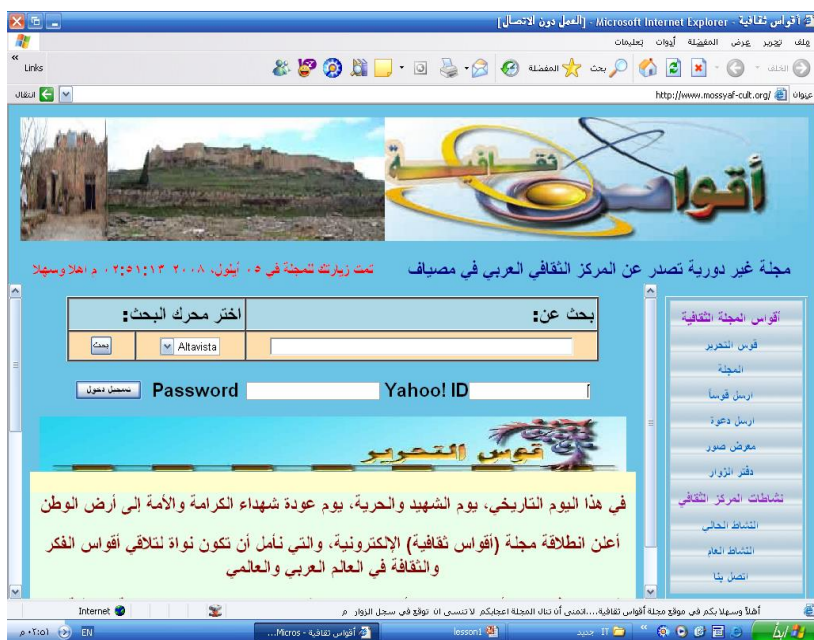 أقواس ثقافية - Microsoft Internet Explorer - [العمل دون الاتصال]
ملف تحرير عرض المفضلة أدوات تعليمات
الخلف بحث المفضلة
Links
عنوان http://www.mossyaf-cult.org/ انتقال
أقواس ثقافية
مجلة غير دورية تصدر عن المركز الثقافي العربي في مصياف
تمت زيارتك للمجلة في ٠٥ أيلول، ٢٠٠٨ ٠٢:٥١:١٣ م اهلا وسهلا
أقواس المجلة الثقافية
قوس التحرير
المجلة
ارسل قوساً
ارسل دعوة
معرض صور
دفتر الزوار
نشاطات المركز الثقافي
النشاط الحالي
النشاط العام
اتصل بنا
بحث عن: اختر محرك البحث:
Altavista بحث
Yahoo! ID Password تسجيل دخول
قوس التحرير
في هذا اليوم التاريخي، يوم الشهيد والحرية، يوم عودة شهداء الكرامة والأمة إلى أرض الوطن
أعلن انطلاقة مجلة (أقواس ثقافية) الإلكترونية، والتي نأمل أن تكون نواة لتلاقي أقواس الفكر
والثقافة في العالم العربي والعالمي
أهلاً وسهلا بكم في موقع مجلة أقواس ثقافية....اتمنى أن تنال المجلة اعجابكم لا تنسى ان توقع في سجل الزوار م
Internet
ابدأ IT جديد lesson1 أقواس ثقافية - Micros... EN ٠٢:٥١ م